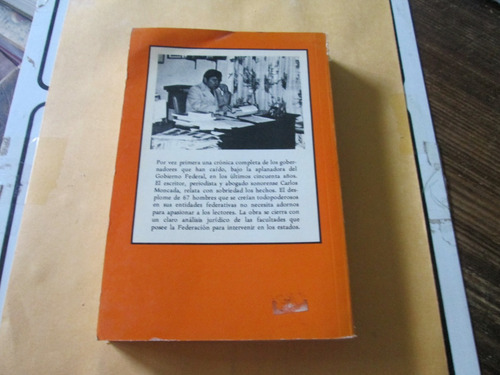 Por vez primera una crónica completa de los gober-
nadores que han caído, bajo la aplanadora del
Gobierno Federal, en los últimos cincuenta años.
El escritor, periodista y abogado sonorense Carlos
Moncada, relata con sobriedad los hechos. El des-
plome de 67 hombres que se creían todopoderosos
en sus entidades federativas no necesita adornos
para apasionar a los lectores. La obra se cierra con
un claro análisis jurídico de las facultades que
posee la Federación para intervenir en los estados.